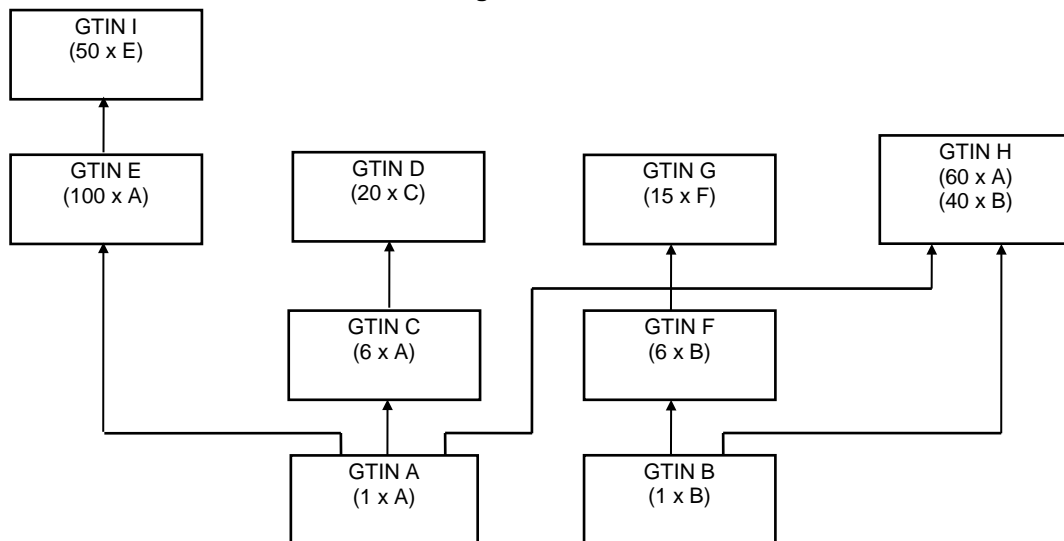 GTIN I
(50 x E)
GTIN E
(100 x A)
GTIN D
(20 x C)
GTIN G
(15 x F)
GTIN H
(60 x A)
(40 x B)
GTIN C
(6 x A)
GTIN F
(6 x B)
GTIN A
(1 x A)
GTIN B
(1 x B)